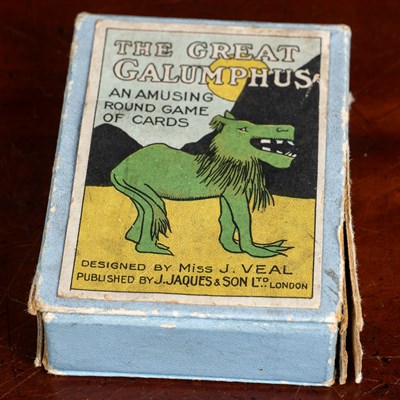 THE GREAT
GALUMPHUS
AN AMUSING
ROUND GAME
OF CARDS
DESIGNED BY MISS J. VEAL
PUBLISHED BY J. JAQUES & SON LTD. LONDON